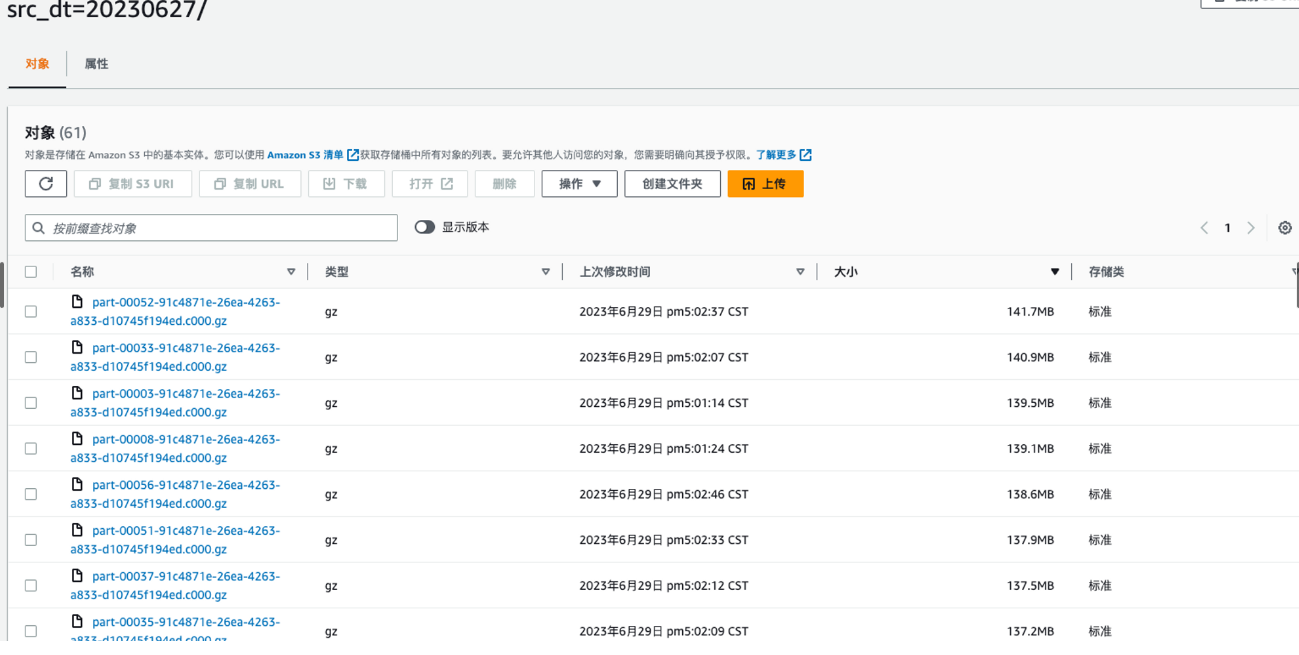 src_dt=20230627/
对象 属性
对象 (61)
对象是存储在 Amazon S3 中的基本实体。您可以使用 Amazon S3 清单 获取存储桶中所有对象的列表。要允许其他人访问您的对象，您需要明确向其授予权限。了解更多
复制 S3 URI 复制 URL 下载 打开 删除 操作 创建文件夹 上传
按前缀查找对象 显示版本 1
名称 类型 上次修改时间 大小 存储类
part-00052-91c4871e-26ea-4263-
a833-d10745f194ed.c000.gz gz 2023年6月29日 pm5:02:37 CST 141.7MB 标准
part-00033-91c4871e-26ea-4263-
a833-d10745f194ed.c000.gz gz 2023年6月29日 pm5:02:07 CST 140.9MB 标准
part-00003-91c4871e-26ea-4263-
a833-d10745f194ed.c000.gz gz 2023年6月29日 pm5:01:14 CST 139.5MB 标准
part-00008-91c4871e-26ea-4263-
a833-d10745f194ed.c000.gz gz 2023年6月29日 pm5:01:24 CST 139.1MB 标准
part-00056-91c4871e-26ea-4263-
a833-d10745f194ed.c000.gz gz 2023年6月29日 pm5:02:46 CST 138.6MB 标准
part-00051-91c4871e-26ea-4263-
a833-d10745f194ed.c000.gz gz 2023年6月29日 pm5:02:33 CST 137.9MB 标准
part-00037-91c4871e-26ea-4263-
a833-d10745f194ed.c000.gz gz 2023年6月29日 pm5:02:12 CST 137.5MB 标准
part-00035-91c4871e-26ea-4263-
a833-d10745f194ed.c000.gz gz 2023年6月29日 pm5:02:09 CST 137.2MB 标准